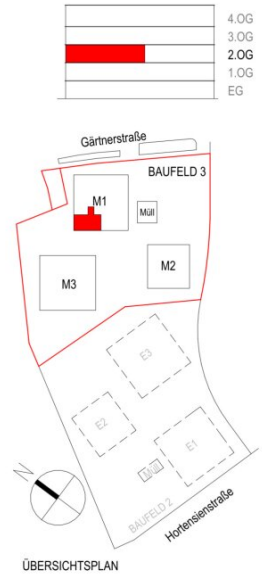 4.OG
3.OG
2.OG
1.OG
EG
Gärtnerstraße
BAUFELD 3
M1
Müll
M2
M3
E3
E2
E1
Müll
BAUFELD 2
Hortensienstraße
N
ÜBERSICHTSPLAN